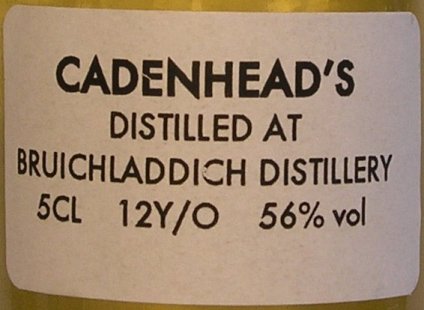 CADENHEAD'S
DISTILLED AT
BRUICHLADDICH DISTILLERY
5CL 12Y/O 56% vol